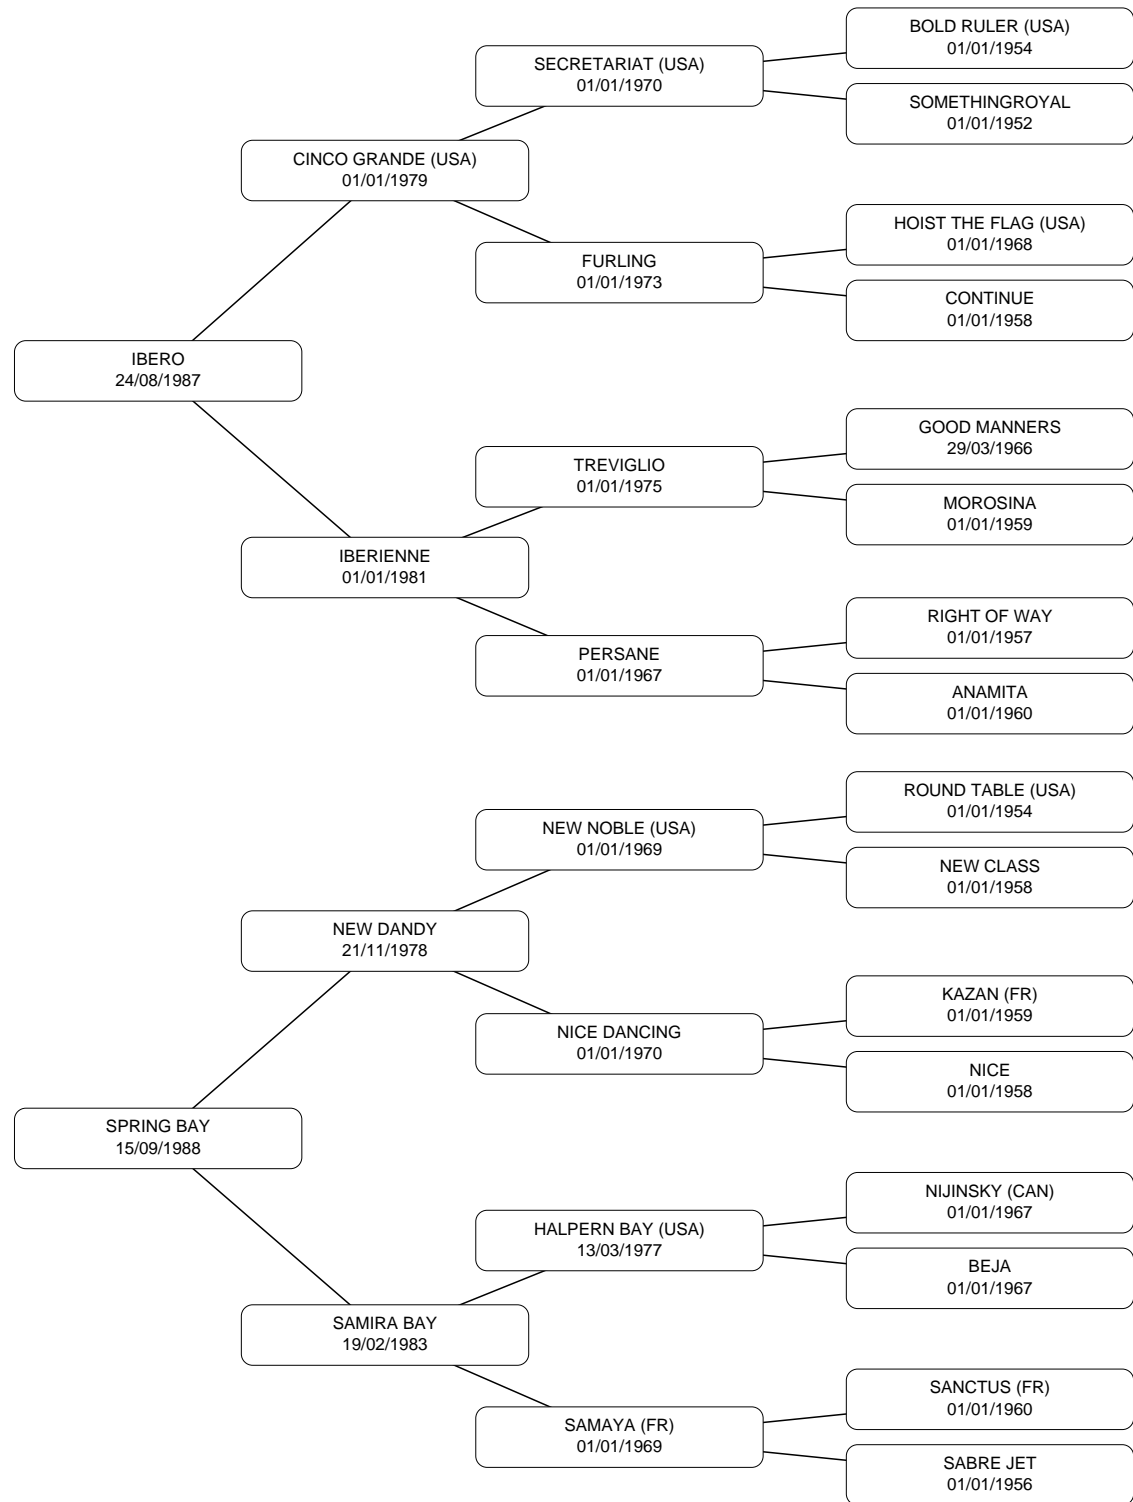 BOLD RULER (USA)
01/01/1954
SECRETARIAT (USA)
01/01/1970
SOMETHINGROYAL
01/01/1952
CINCO GRANDE (USA)
01/01/1979
HOIST THE FLAG (USA)
01/01/1968
FURLING
01/01/1973
CONTINUE
01/01/1958
IBERO
24/08/1987
GOOD MANNERS
29/03/1966
TREVIGLIO
01/01/1975
MOROSINA
01/01/1959
IBERIENNE
01/01/1981
RIGHT OF WAY
01/01/1957
PERSANE
01/01/1967
ANAMITA
01/01/1960
ROUND TABLE (USA)
01/01/1954
NEW NOBLE (USA)
01/01/1969
NEW CLASS
01/01/1958
NEW DANDY
21/11/1978
KAZAN (FR)
01/01/1959
NICE DANCING
01/01/1970
NICE
01/01/1958
SPRING BAY
15/09/1988
NIJINSKY (CAN)
01/01/1967
HALPERN BAY (USA)
13/03/1977
BEJA
01/01/1967
SAMIRA BAY
19/02/1983
SANCTUS (FR)
01/01/1960
SAMAYA (FR)
01/01/1969
SABRE JET
01/01/1956